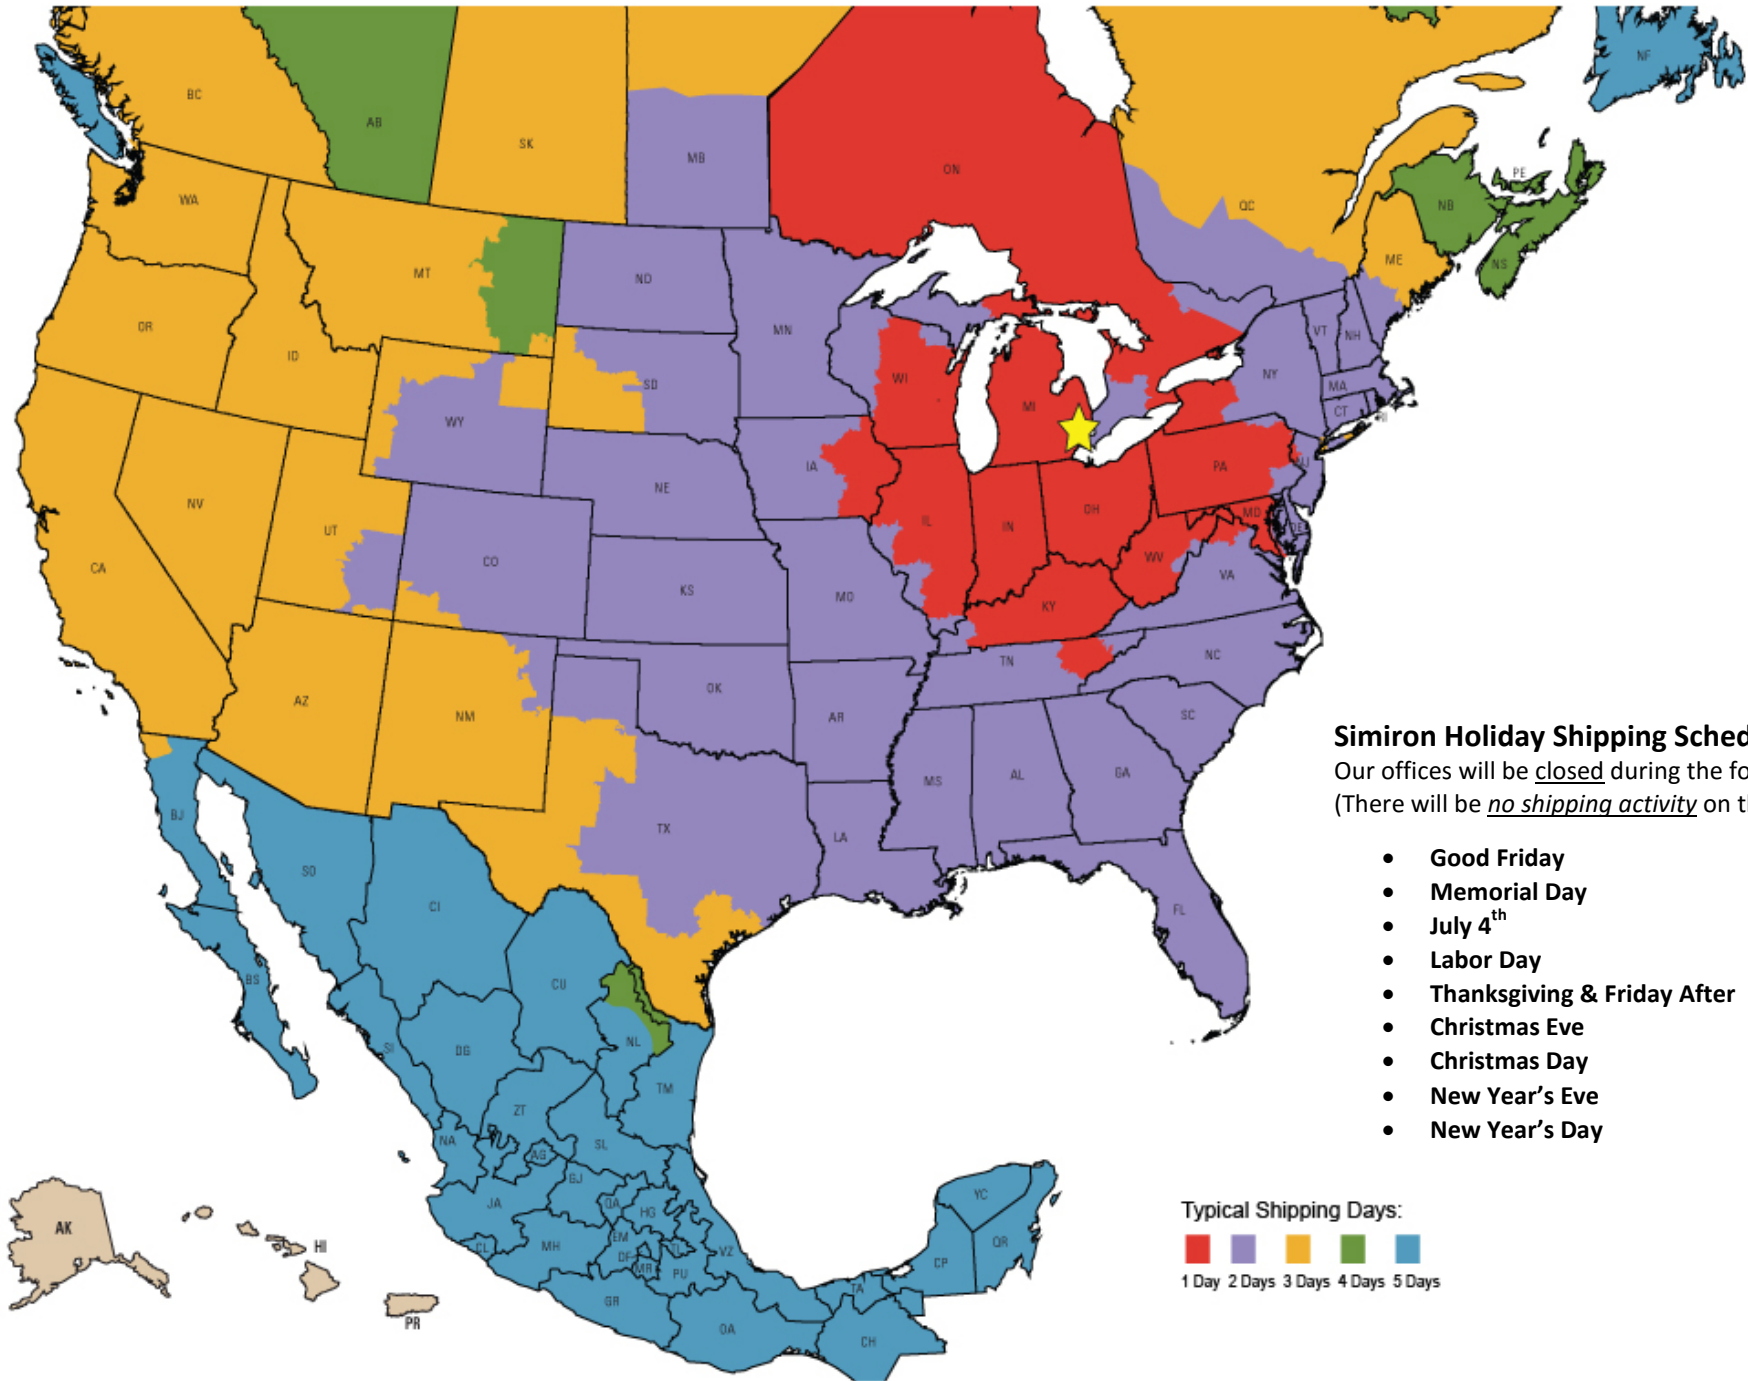 NF
BC
AB
SK
MB
ON
PE
QC
NB
NS
WA
MT
ND
ME
OR
ID
MN
VT
NH
WI
SD
NY
MI
MA
WY
CT
RI
IA
PA
NJ
NE
NV
UT
IL
IN
OH
MD
DE
CA
CO
KS
MO
WV
VA
KY
TN
NC
AZ
NM
OK
AR
SC
MS
AL
GA
BJ
TX
LA
SO
CI
FL
BS
CU
SI
DG
NL
TM
ZT
NA
AG
SL
GJ
JA
QA
HG
YC
AK
HI
CL
MH
EM
DF
TL
VZ
QR
MR
PU
CP
TA
GR
PR
OA
CH
Simiron Holiday Shipping Sched
Our offices will be closed during the fo
(There will be no shipping activity on t
• Good Friday
• Memorial Day
• July 4th
• Labor Day
• Thanksgiving & Friday After
• Christmas Eve
• Christmas Day
• New Year’s Eve
• New Year’s Day
Typical Shipping Days:
1 Day 2 Days 3 Days 4 Days 5 Days